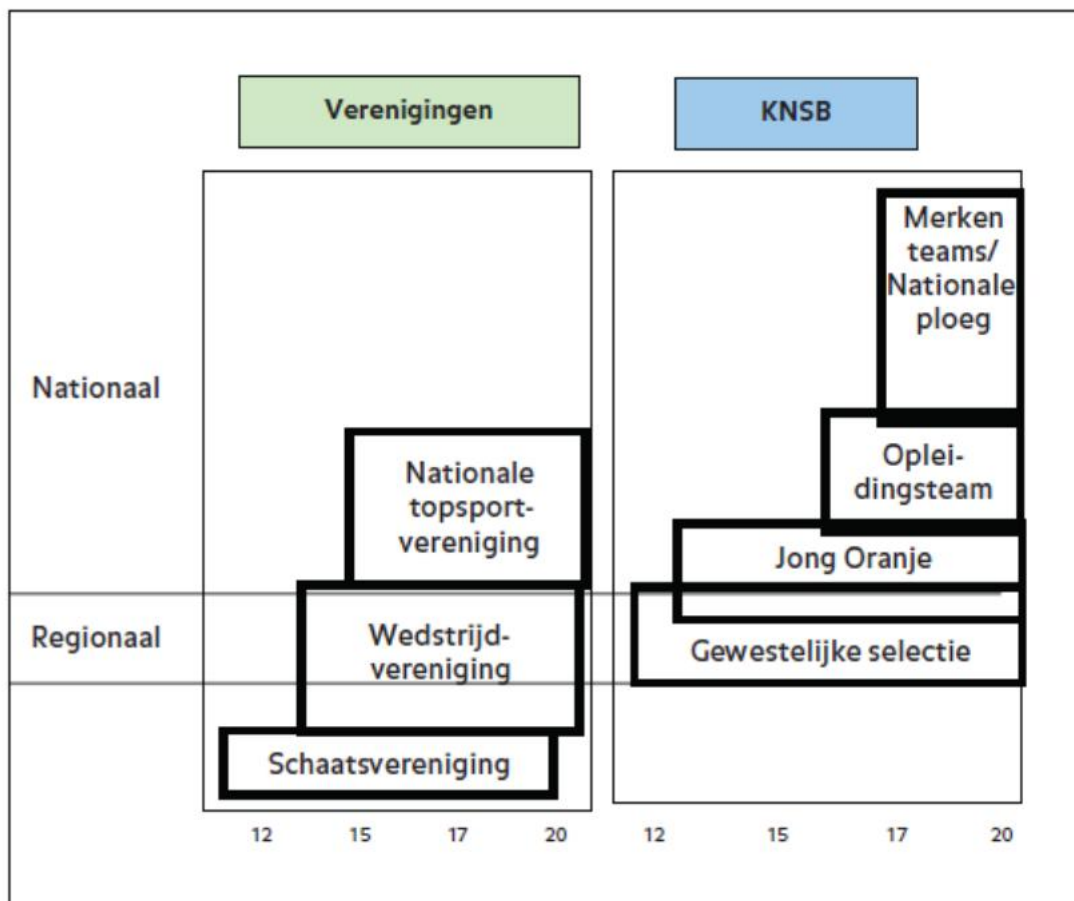 Verenigingen
KNSB
Merken
teams/
Nationale
ploeg
Nationaal
Nationale
topsport-
vereniging
Oplei-
dingsteam
Jong Oranje
Regionaal
Wedstrijd-
vereniging
Gewestelijke selectie
Schaatsvereniging
12 15 17 20
12 15 17 20